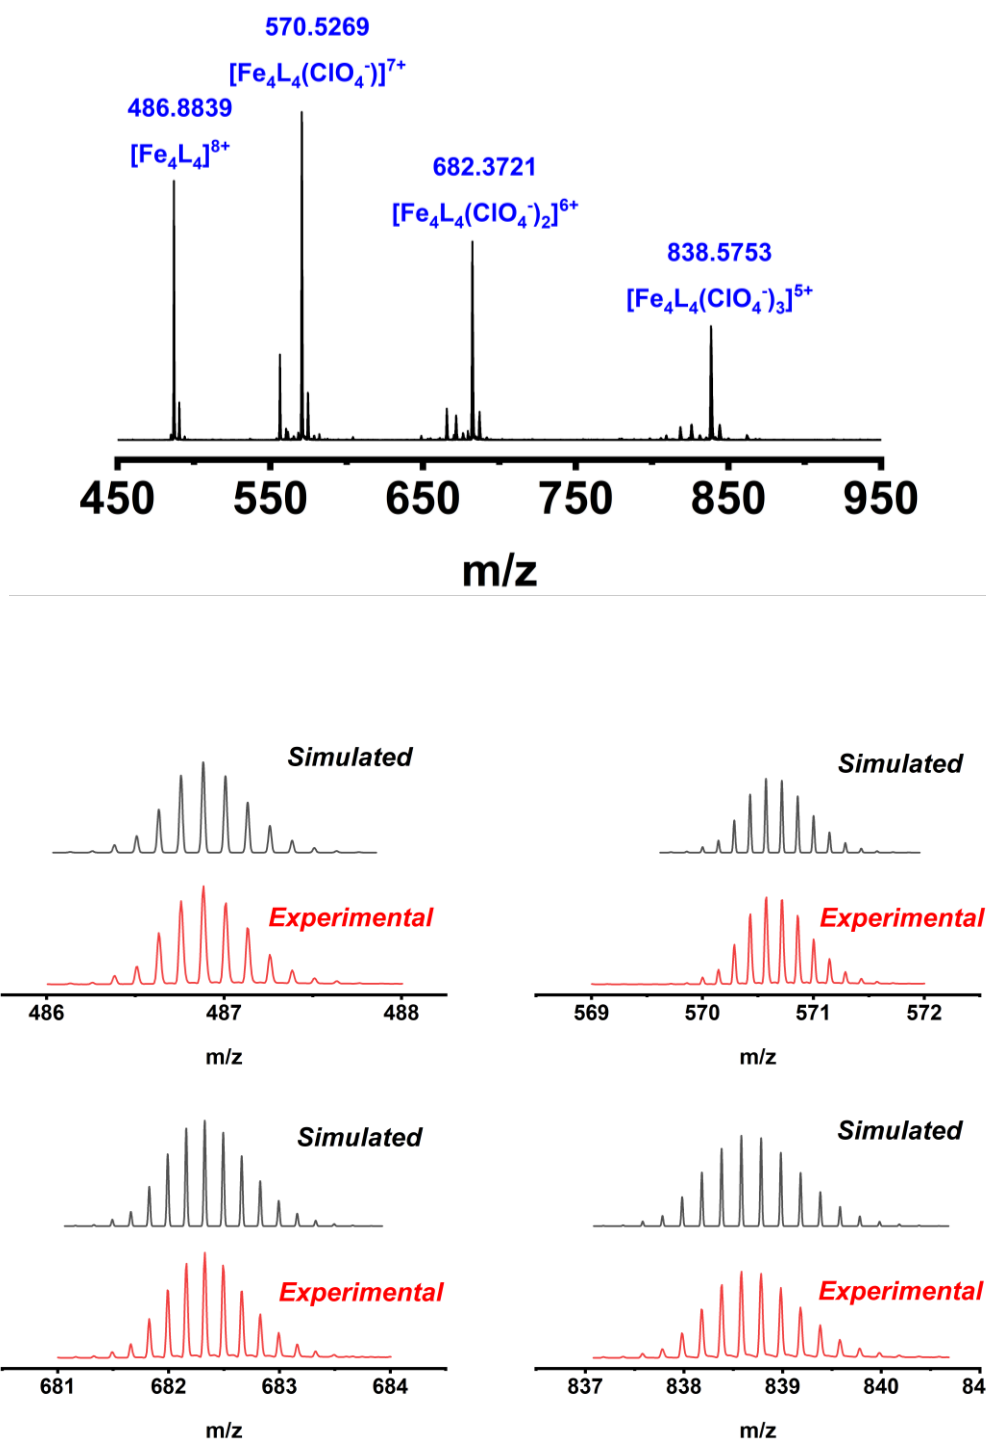 570.5269
[Fe₄L₄(ClO₄⁻)]⁷⁺
486.8839
[Fe₄L₄]⁸⁺
682.3721
[Fe₄L₄(ClO₄⁻)₂]⁶⁺
838.5753
[Fe₄L₄(ClO₄⁻)₃]⁵⁺
450 550 650 750 850 950
m/z
Simulated
Simulated
Experimental
Experimental
486 487 488
569 570 571 572
m/z
m/z
Simulated
Simulated
Experimental
Experimental
681 682 683 684
837 838 839 840 84
m/z
m/z